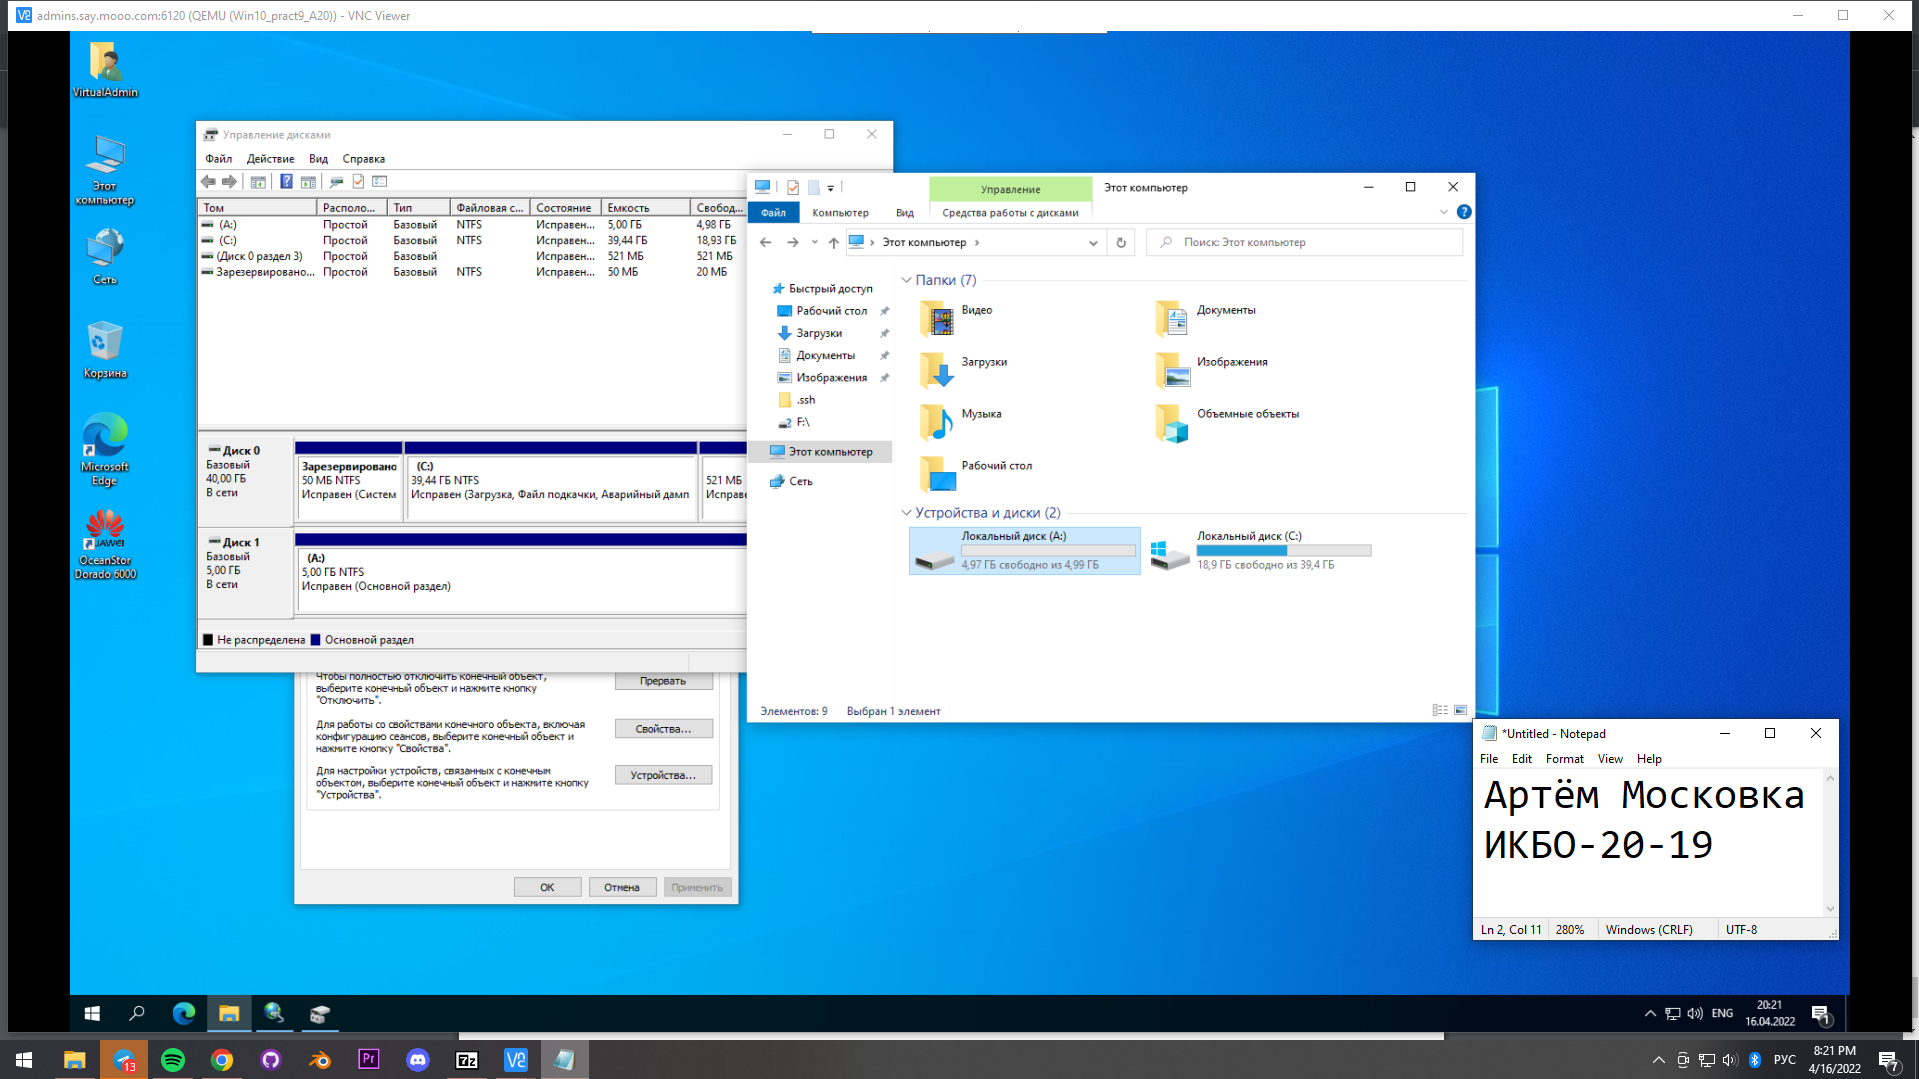 admins.say.mooo.com:6120 (QEMU (Win10_pract9_A20)) - VNC Viewer
VirtualAdmin
Этот компьютер
Сеть
Корзина
Microsoft Edge
HUAWEI
OceanStor Dorado 6000
Управление дисками
Файл Действие Вид Справка
Том Располо... Тип Файловая с... Состояние Емкость Свобод...
(A:) Простой Базовый NTFS Исправен... 5,00 ГБ 4,98 ГБ
(C:) Простой Базовый NTFS Исправен... 39,44 ГБ 18,93 ГБ
(Диск 0 раздел 3) Простой Базовый Исправен... 521 МБ 521 МБ
Зарезервировано... Простой Базовый NTFS Исправен... 50 МБ 20 МБ
Диск 0
Базовый
40,00 ГБ
В сети
Зарезервировано
50 МБ NTFS
Исправен (Систем
(C:)
39,44 ГБ NTFS
Исправен (Загрузка, Файл подкачки, Аварийный дамп
521 МБ
Исправе
Диск 1
Базовый
5,00 ГБ
В сети
(A:)
5,00 ГБ NTFS
Исправен (Основной раздел)
Не распределена Основной раздел
Чтобы полностью отключить конечный объект,
выберите конечный объект и нажмите кнопку
"Отключить".
Прервать
Для работы со свойствами конечного объекта, включая
конфигурацию сеансов, выберите конечный объект и
нажмите кнопку "Свойства".
Свойства...
Для настройки устройств, связанных с конечным
объектом, выберите конечный объект и нажмите кнопку
"Устройства".
Устройства...
OK Отмена Применить
Управление Этот компьютер
Файл Компьютер Вид Средства работы с дисками
Этот компьютер
Поиск: Этот компьютер
Быстрый доступ
Рабочий стол
Загрузки
Документы
Изображения
.ssh
F:\
Этот компьютер
Сеть
Папки (7)
Видео
Документы
Загрузки
Изображения
Музыка
Объемные объекты
Рабочий стол
Устройства и диски (2)
Локальный диск (A:)
4,97 ГБ свободно из 4,99 ГБ
Локальный диск (C:)
18,9 ГБ свободно из 39,4 ГБ
Элементов: 9 Выбран 1 элемент
*Untitled - Notepad
File Edit Format View Help
Артём Московка
ИКБО-20-19
Ln 2, Col 11 280% Windows (CRLF) UTF-8
ENG
20:21
16.04.2022
1
13
Pr
7z
РУС
8:21 PM
4/16/2022
7